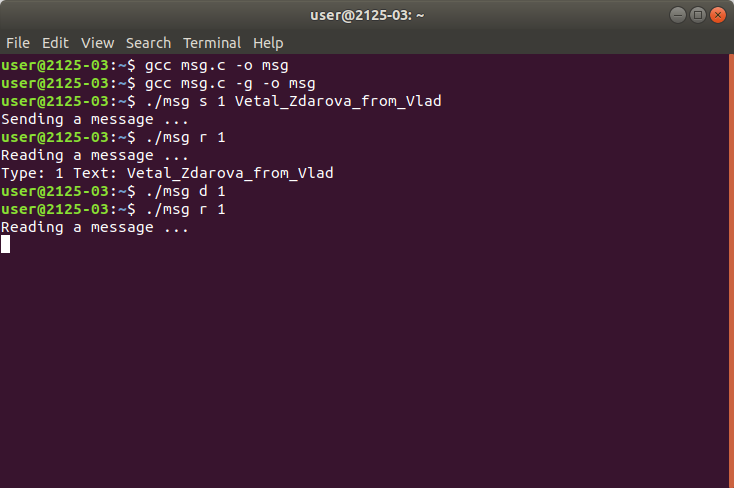 user@2125-03: ~
File Edit View Search Terminal Help
user@2125-03:~$ gcc msg.c -o msg
user@2125-03:~$ gcc msg.c -g -o msg
user@2125-03:~$ ./msg s 1 Vetal_Zdarova_from_Vlad
Sending a message ...
user@2125-03:~$ ./msg r 1
Reading a message ...
Type: 1 Text: Vetal_Zdarova_from_Vlad
user@2125-03:~$ ./msg d 1
user@2125-03:~$ ./msg r 1
Reading a message ...